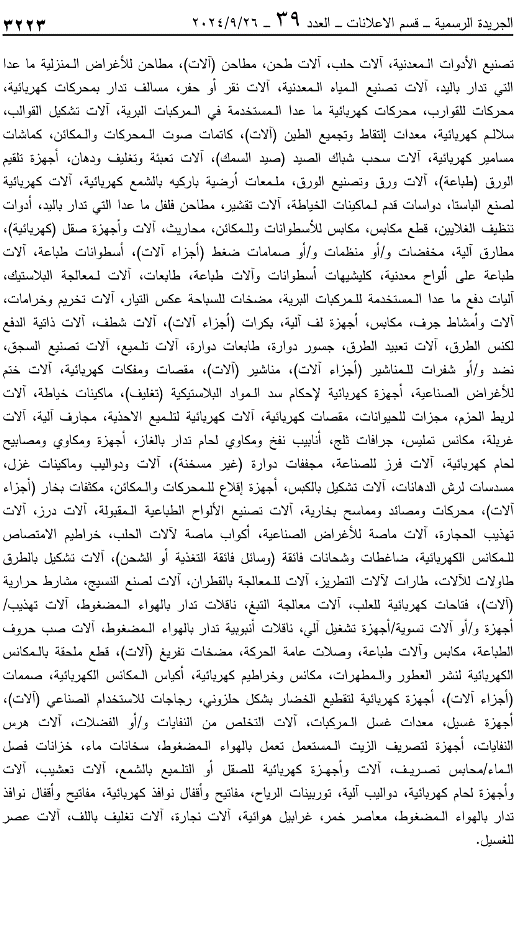 الجريدة الرسمية ــ قسم الاعلانات ــ العدد ٣٩ ــ ٢٠٢٤/٩/٢٦ ٣٢٢٣
تصنيع الأدوات المعدنية، آلات حلب، آلات طحن، مطاحن (آلات)، مطاحن للأغراض المنزلية ما عدا
التي تدار باليد، آلات تصنيع المياه المعدنية، آلات نقر أو حفر، مسالف تدار بمحركات كهربائية،
محركات للقوارب، محركات كهربائية ما عدا المستخدمة في المركبات البرية، آلات تشكيل القوالب،
سلالم كهربائية، معدات إلتقاط وتجميع الطين (آلات)، كاتمات صوت المحركات والمكائن، كماشات
مسامير كهربائية، آلات سحب شباك الصيد (صيد السمك)، آلات تعبئة وتغليف ودهان، أجهزة تلقيم
الورق (طباعة)، آلات ورق وتصنيع الورق، ملمعات أرضية باركيه بالشمع كهربائية، آلات كهربائية
لصنع الباستا، دواسات قدم لماكينات الخياطة، آلات تقشير، مطاحن فلفل ما عدا التي تدار باليد، أدوات
تنظيف الغلايين، قطع مكابس، مكابس للأسطوانات وللمكائن، محاريث، آلات وأجهزة صقل (كهربائية)،
مطارق آلية، مخفضات و/أو منظمات و/أو صمامات ضغط (أجزاء آلات)، أسطوانات طباعة، آلات
طباعة على ألواح معدنية، كليشيهات أسطوانات وآلات طباعة، طابعات، آلات لمعالجة البلاستيك،
آليات دفع ما عدا المستخدمة للمركبات البرية، مضخات للسباحة عكس التيار، آلات تخريم وخرامات،
آلات وأمشاط جرف، مكابس، أجهزة لف آلية، بكرات (أجزاء آلات)، آلات شطف، آلات ذاتية الدفع
لكنس الطرق، آلات تعبيد الطرق، جسور دوارة، طابعات دوارة، آلات تلميع، آلات تصنيع السجق،
نضد و/أو شفرات للمناشير (أجزاء آلات)، مناشير (آلات)، مقصات ومفكات كهربائية، آلات ختم
للأغراض الصناعية، أجهزة كهربائية لإحكام سد المواد البلاستيكية (تغليف)، ماكينات خياطة، آلات
لربط الحزم، مجزات للحيوانات، مقصات كهربائية، آلات كهربائية لتلميع الاحذية، مجارف آلية، آلات
غربلة، مكانس تمليس، جرافات ثلج، أنابيب نفخ ومكاوي لحام تدار بالغاز، أجهزة ومكاوي ومصابيح
لحام كهربائية، آلات فرز للصناعة، مجففات دوارة (غير مسخنة)، آلات ودواليب وماكينات غزل،
مسدسات لرش الدهانات، آلات تشكيل بالكبس، أجهزة إقلاع للمحركات والمكائن، مكثفات بخار (أجزاء
آلات)، محركات ومصائد ومماسح بخارية، آلات تصنيع الألواح الطباعية المقبولة، آلات درز، آلات
تهذيب الحجارة، آلات ماصة للأغراض الصناعية، أكواب ماصة لآلات الحلب، خراطيم الامتصاص
للمكانس الكهربائية، ضاغطات وشحانات فائقة (وسائل فائقة التغذية أو الشحن)، آلات تشكيل بالطرق
طاولات للآلات، طارات لآلات التطريز، آلات للمعالجة بالقطران، آلات لصنع النسيج، مشارط حرارية
(آلات)، فتاحات كهربائية للعلب، آلات معالجة التبغ، ناقلات تدار بالهواء المضغوط، آلات تهذيب/
أجهزة و/أو آلات تسوية/أجهزة تشغيل آلي، ناقلات أنبوبية تدار بالهواء المضغوط، آلات صب حروف
الطباعة، مكابس وآلات طباعة، وصلات عامة الحركة، مضخات تفريغ (آلات)، قطع ملحقة بالمكانس
الكهربائية لنشر العطور والمطهرات، مكانس وخراطيم كهربائية، أكياس المكانس الكهربائية، صممات
(أجزاء آلات)، أجهزة كهربائية لتقطيع الخضار بشكل حلزوني، رجاجات للاستخدام الصناعي (آلات)،
أجهزة غسيل، معدات غسل المركبات، آلات التخلص من النفايات و/أو الفضلات، آلات هرس
النفايات، أجهزة لتصريف الزيت المستعمل تعمل بالهواء المضغوط، سخانات ماء، خزانات فصل
الماء/محابس تصريف، آلات وأجهزة كهربائية للصقل أو التلميع بالشمع، آلات تعشيب، آلات
وأجهزة لحام كهربائية، دواليب آلية، توربينات الرياح، مفاتيح وأقفال نوافذ كهربائية، مفاتيح وأقفال نوافذ
تدار بالهواء المضغوط، معاصر خمر، غرابيل هوائية، آلات نجارة، آلات تغليف باللف، آلات عصر
للغسيل.